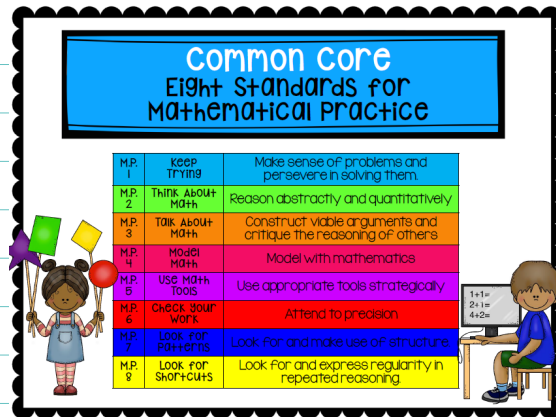 Common Core
Eight Standards for
Mathematical Practice
M.P. 1 Keep Trying Make sense of problems and persevere in solving them.
M.P. 2 Think About Math Reason abstractly and quantitatively
M.P. 3 Talk About Math Construct viable arguments and critique the reasoning of others
M.P. 4 Model Math Model with mathematics
M.P. 5 Use Math Tools Use appropriate tools strategically
M.P. 6 Check Your Work Attend to precision
M.P. 7 Look for Patterns Look for and make use of structure.
M.P. 8 Look for Shortcuts Look for and express regularity in repeated reasoning.
1+1=
2+1=
4+2=